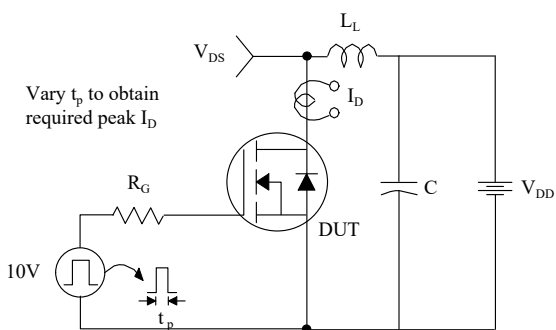 L_L
V_DS
Vary t_p to obtain
required peak I_D
I_D
R_G
C
V_DD
DUT
10V
t_p